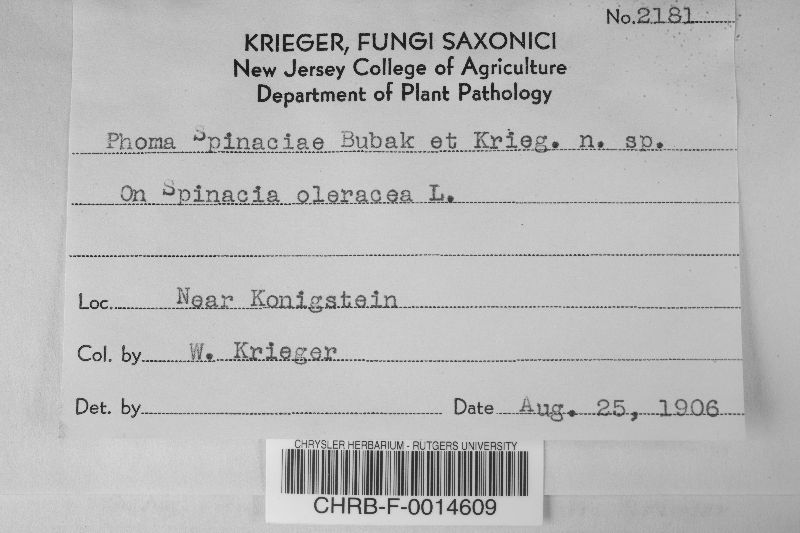 No. 2181
KRIEGER, FUNGI SAXONICI
New Jersey College of Agriculture
Department of Plant Pathology
Phoma Spinaciae Bubak et Krieg. n. sp.
On Spinacia oleracea L.
Loc. Near Konigstein
Col. by W. Krieger
Det. by
Date Aug. 25, 1906
CHRYSLER HERBARIUM - RUTGERS UNIVERSITY
CHRB-F-0014609